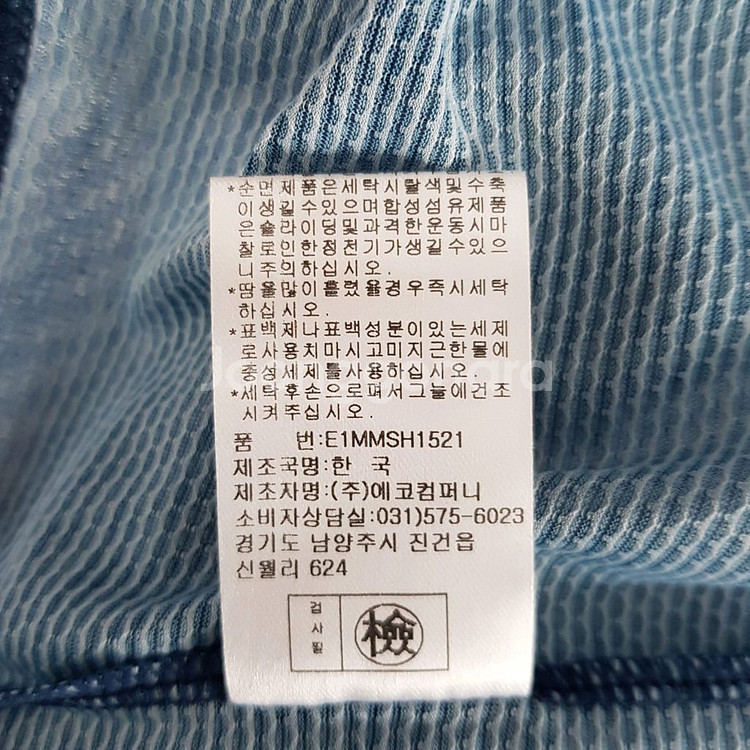 *순면제품은세탁시탈색및수축
이생길수있으며합성섬유제품
은슬라이딩및과격한운동시마
찰로인한정전기가생길수있으
니주의하십시오.
*땀을많이흘렸을경우즉시세탁
하십시오.
*표백제나표백성분이있는세제
로사용치마시고미지근한물에
중성세제를사용하십시오.
*세탁후손으로펴서그늘에건조
시켜주십시오.
품 번:E1MMSH1521
제조국명:한 국
제조자명:(주)에코컴퍼니
소비자상담실:031)575-6023
경기도 남양주시 진건읍
신월리 624
검사필 檢